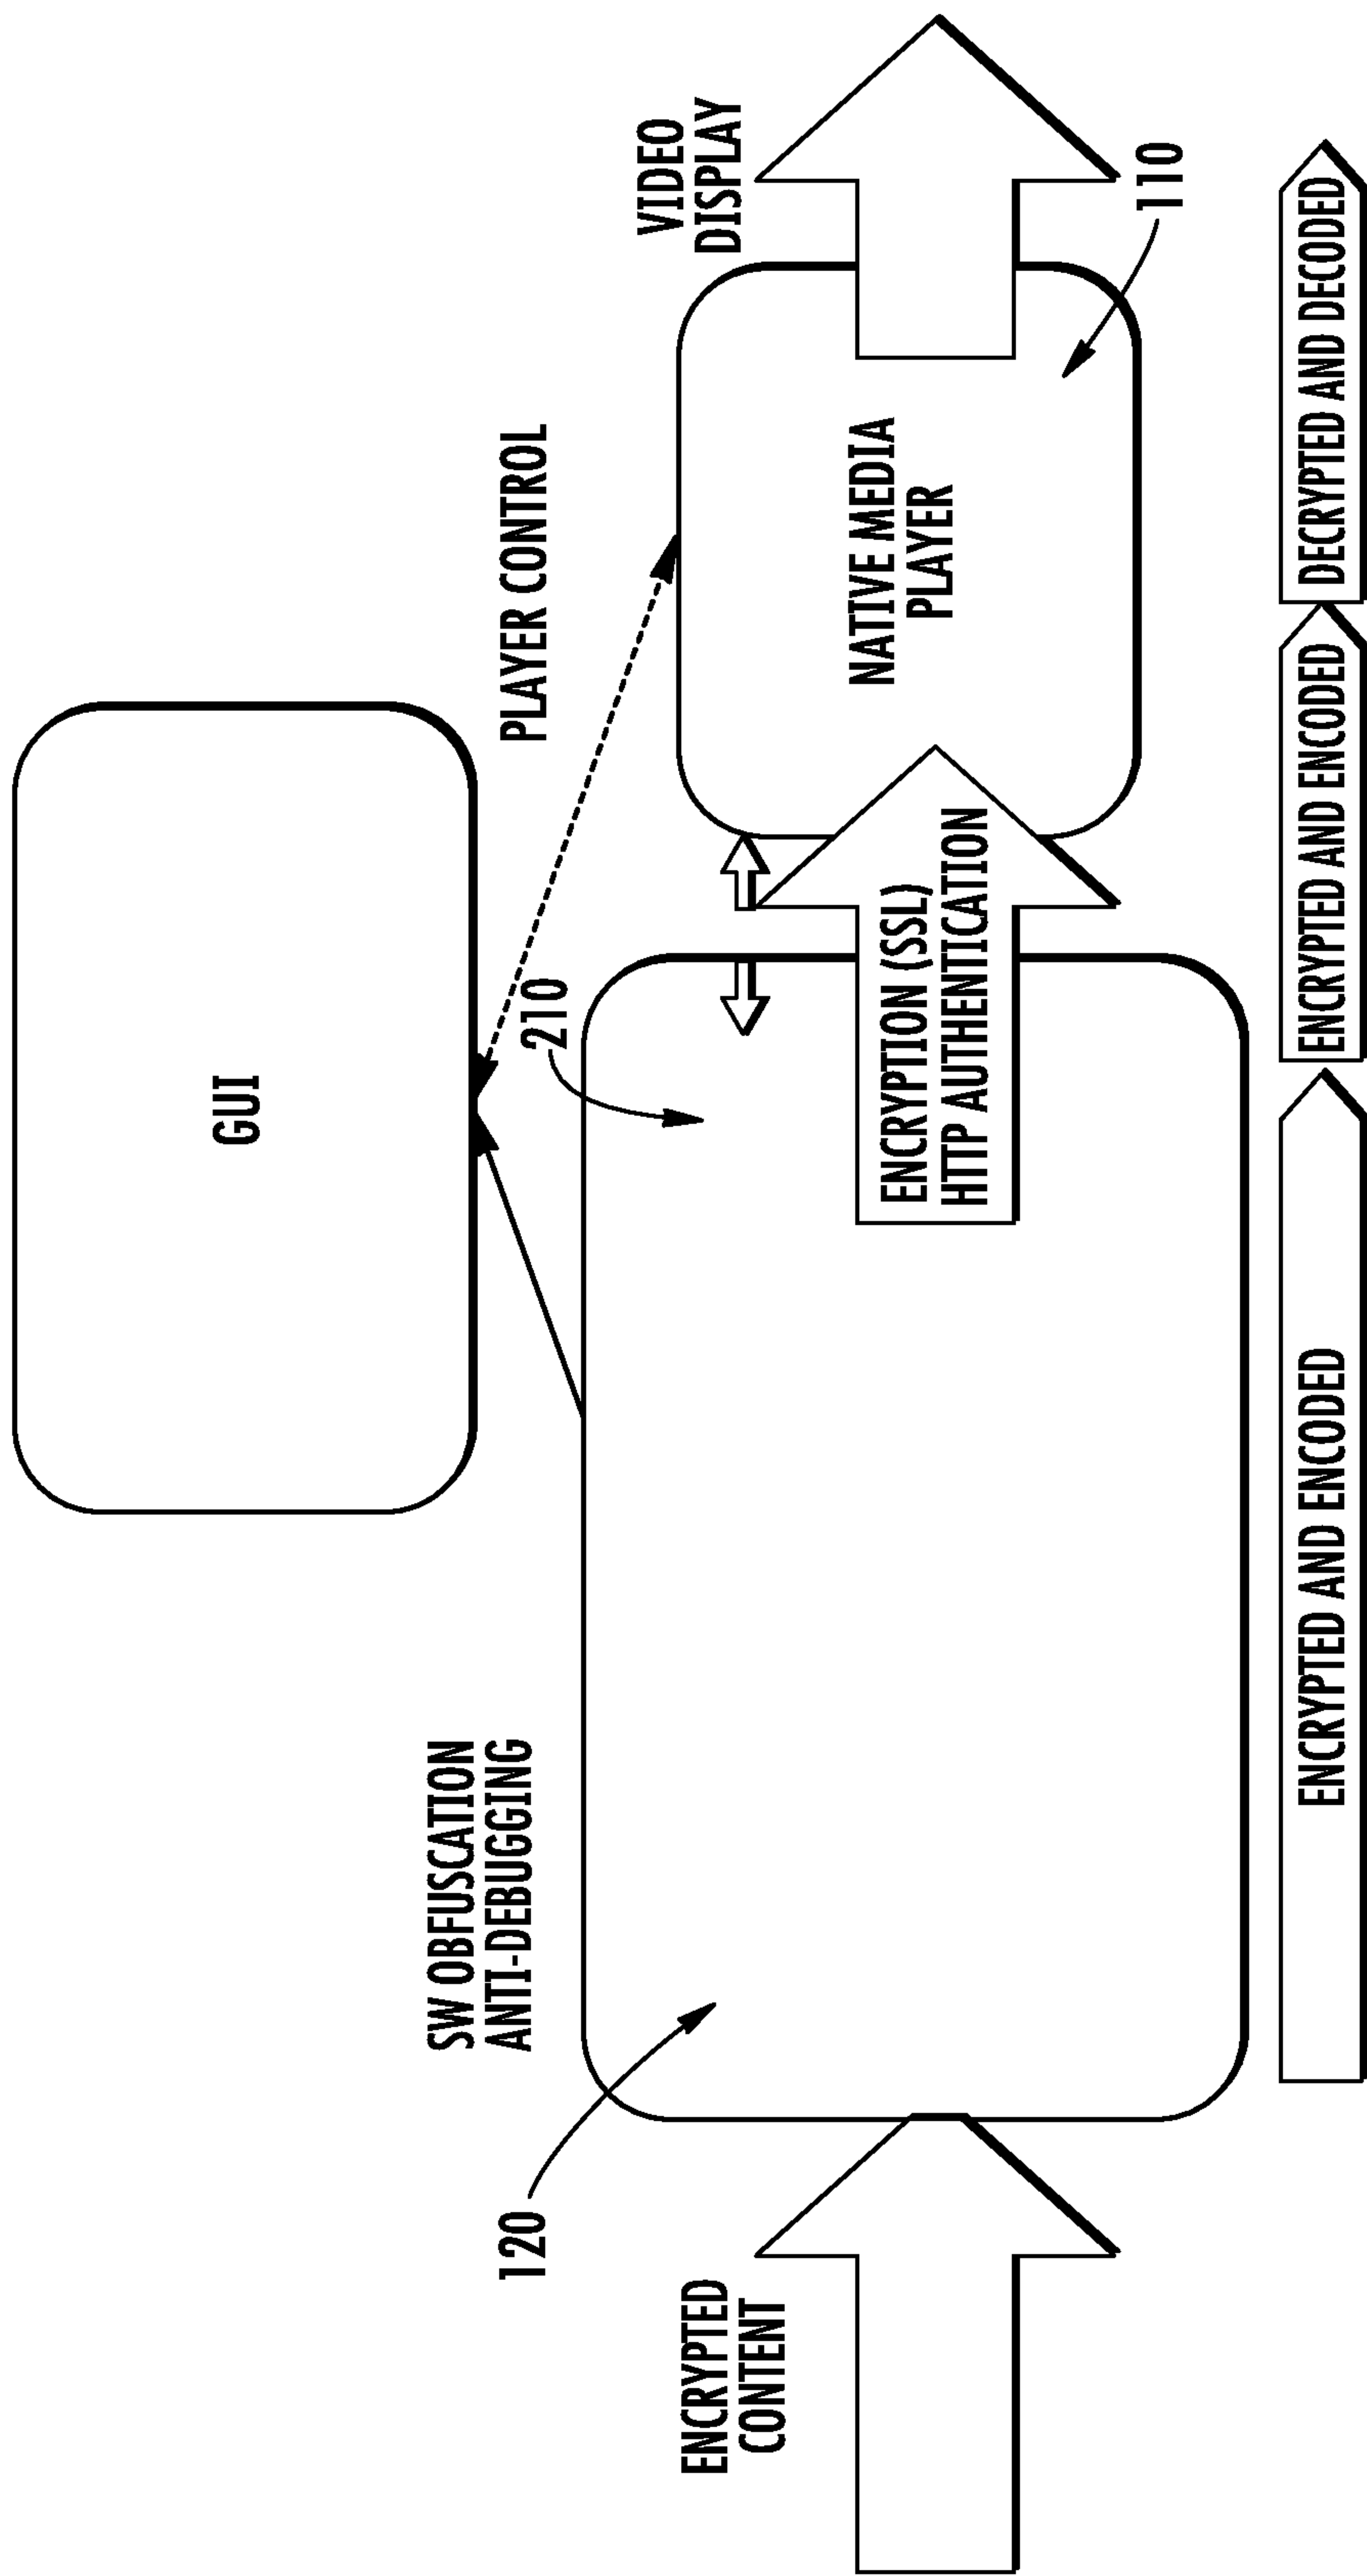 GUI
PLAYER CONTROL
SW OBFUSCATION
ANTI-DEBUGGING
120
210
VIDEO
DISPLAY
ENCRYPTED
CONTENT
ENCRYPTION (SSL)
HTTP AUTHENTICATION
NATIVE MEDIA
PLAYER
110
ENCRYPTED AND ENCODED
ENCRYPTED AND ENCODED
DECRYPTED AND DECODED